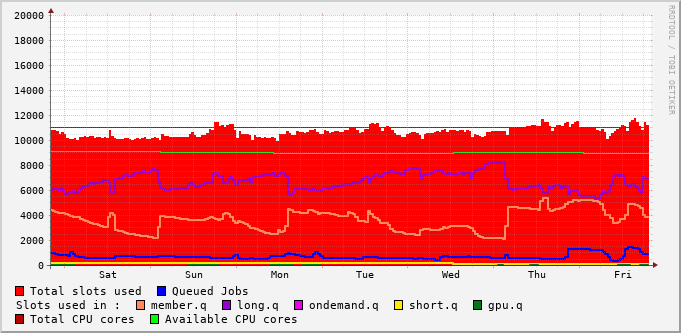 20000
18000
16000
14000
12000
10000
8000
6000
4000
2000
0
Sat Sun Mon Tue Wed Thu Fri
RRDTOOL / TOBI OETIKER
Total slots used Queued Jobs
Slots used in : member.q long.q ondemand.q short.q gpu.q
Total CPU cores Available CPU cores